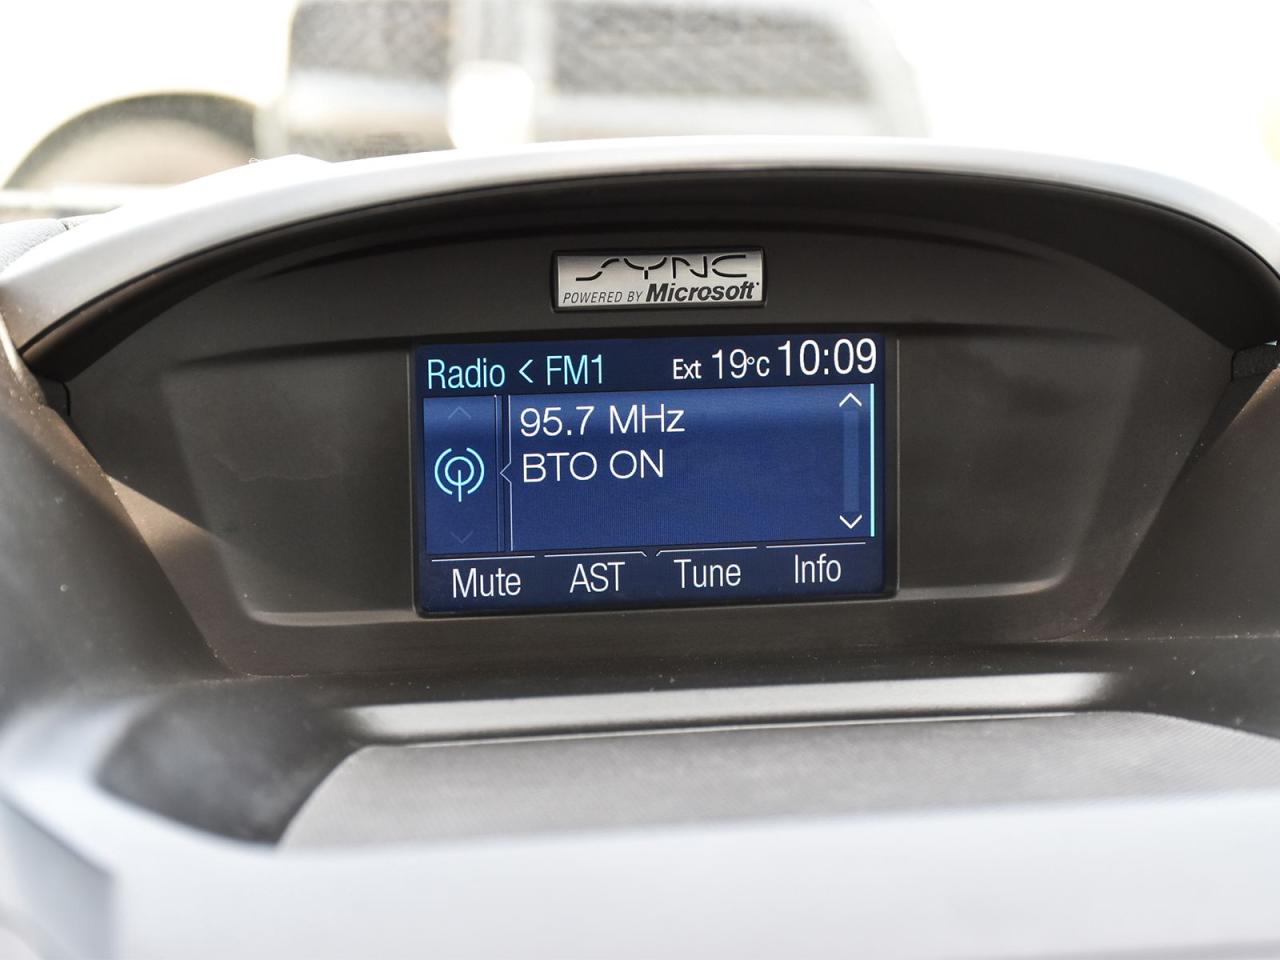 SYNC
POWERED BY Microsoft
Radio < FM1 Ext 19°C 10:09
95.7 MHz
BTO ON
Mute AST Tune Info